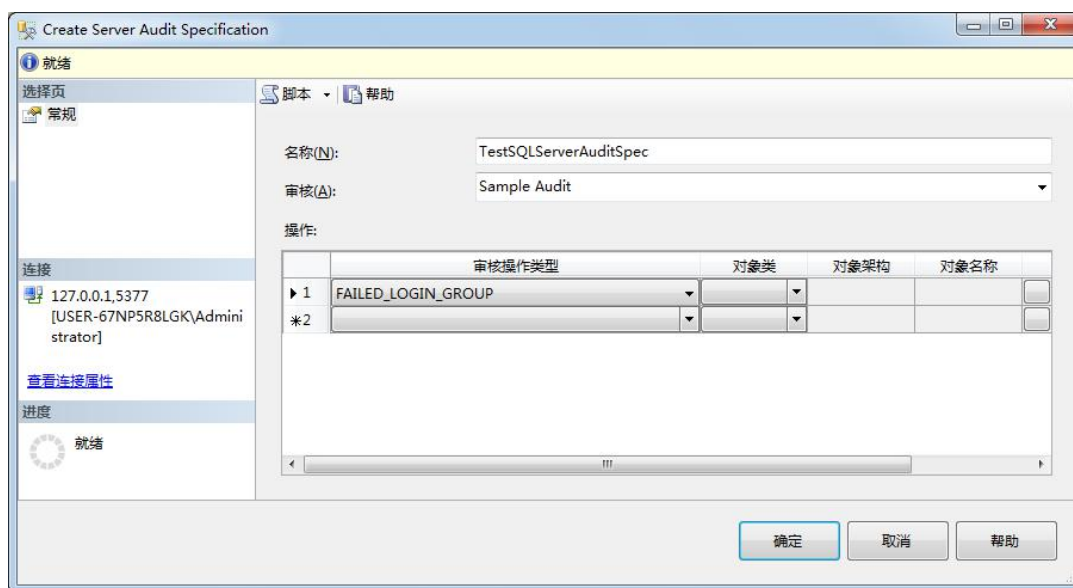 Create Server Audit Specification
就绪
选择页
常规
脚本 帮助
名称(N): TestSQLServerAuditSpec
审核(A): Sample Audit
操作:
审核操作类型 对象类 对象架构 对象名称
1 FAILED_LOGIN_GROUP
*2
连接
127.0.0.1,5377
[USER-67NP5R8LGK\Admini
strator]
查看连接属性
进度
就绪
确定 取消 帮助